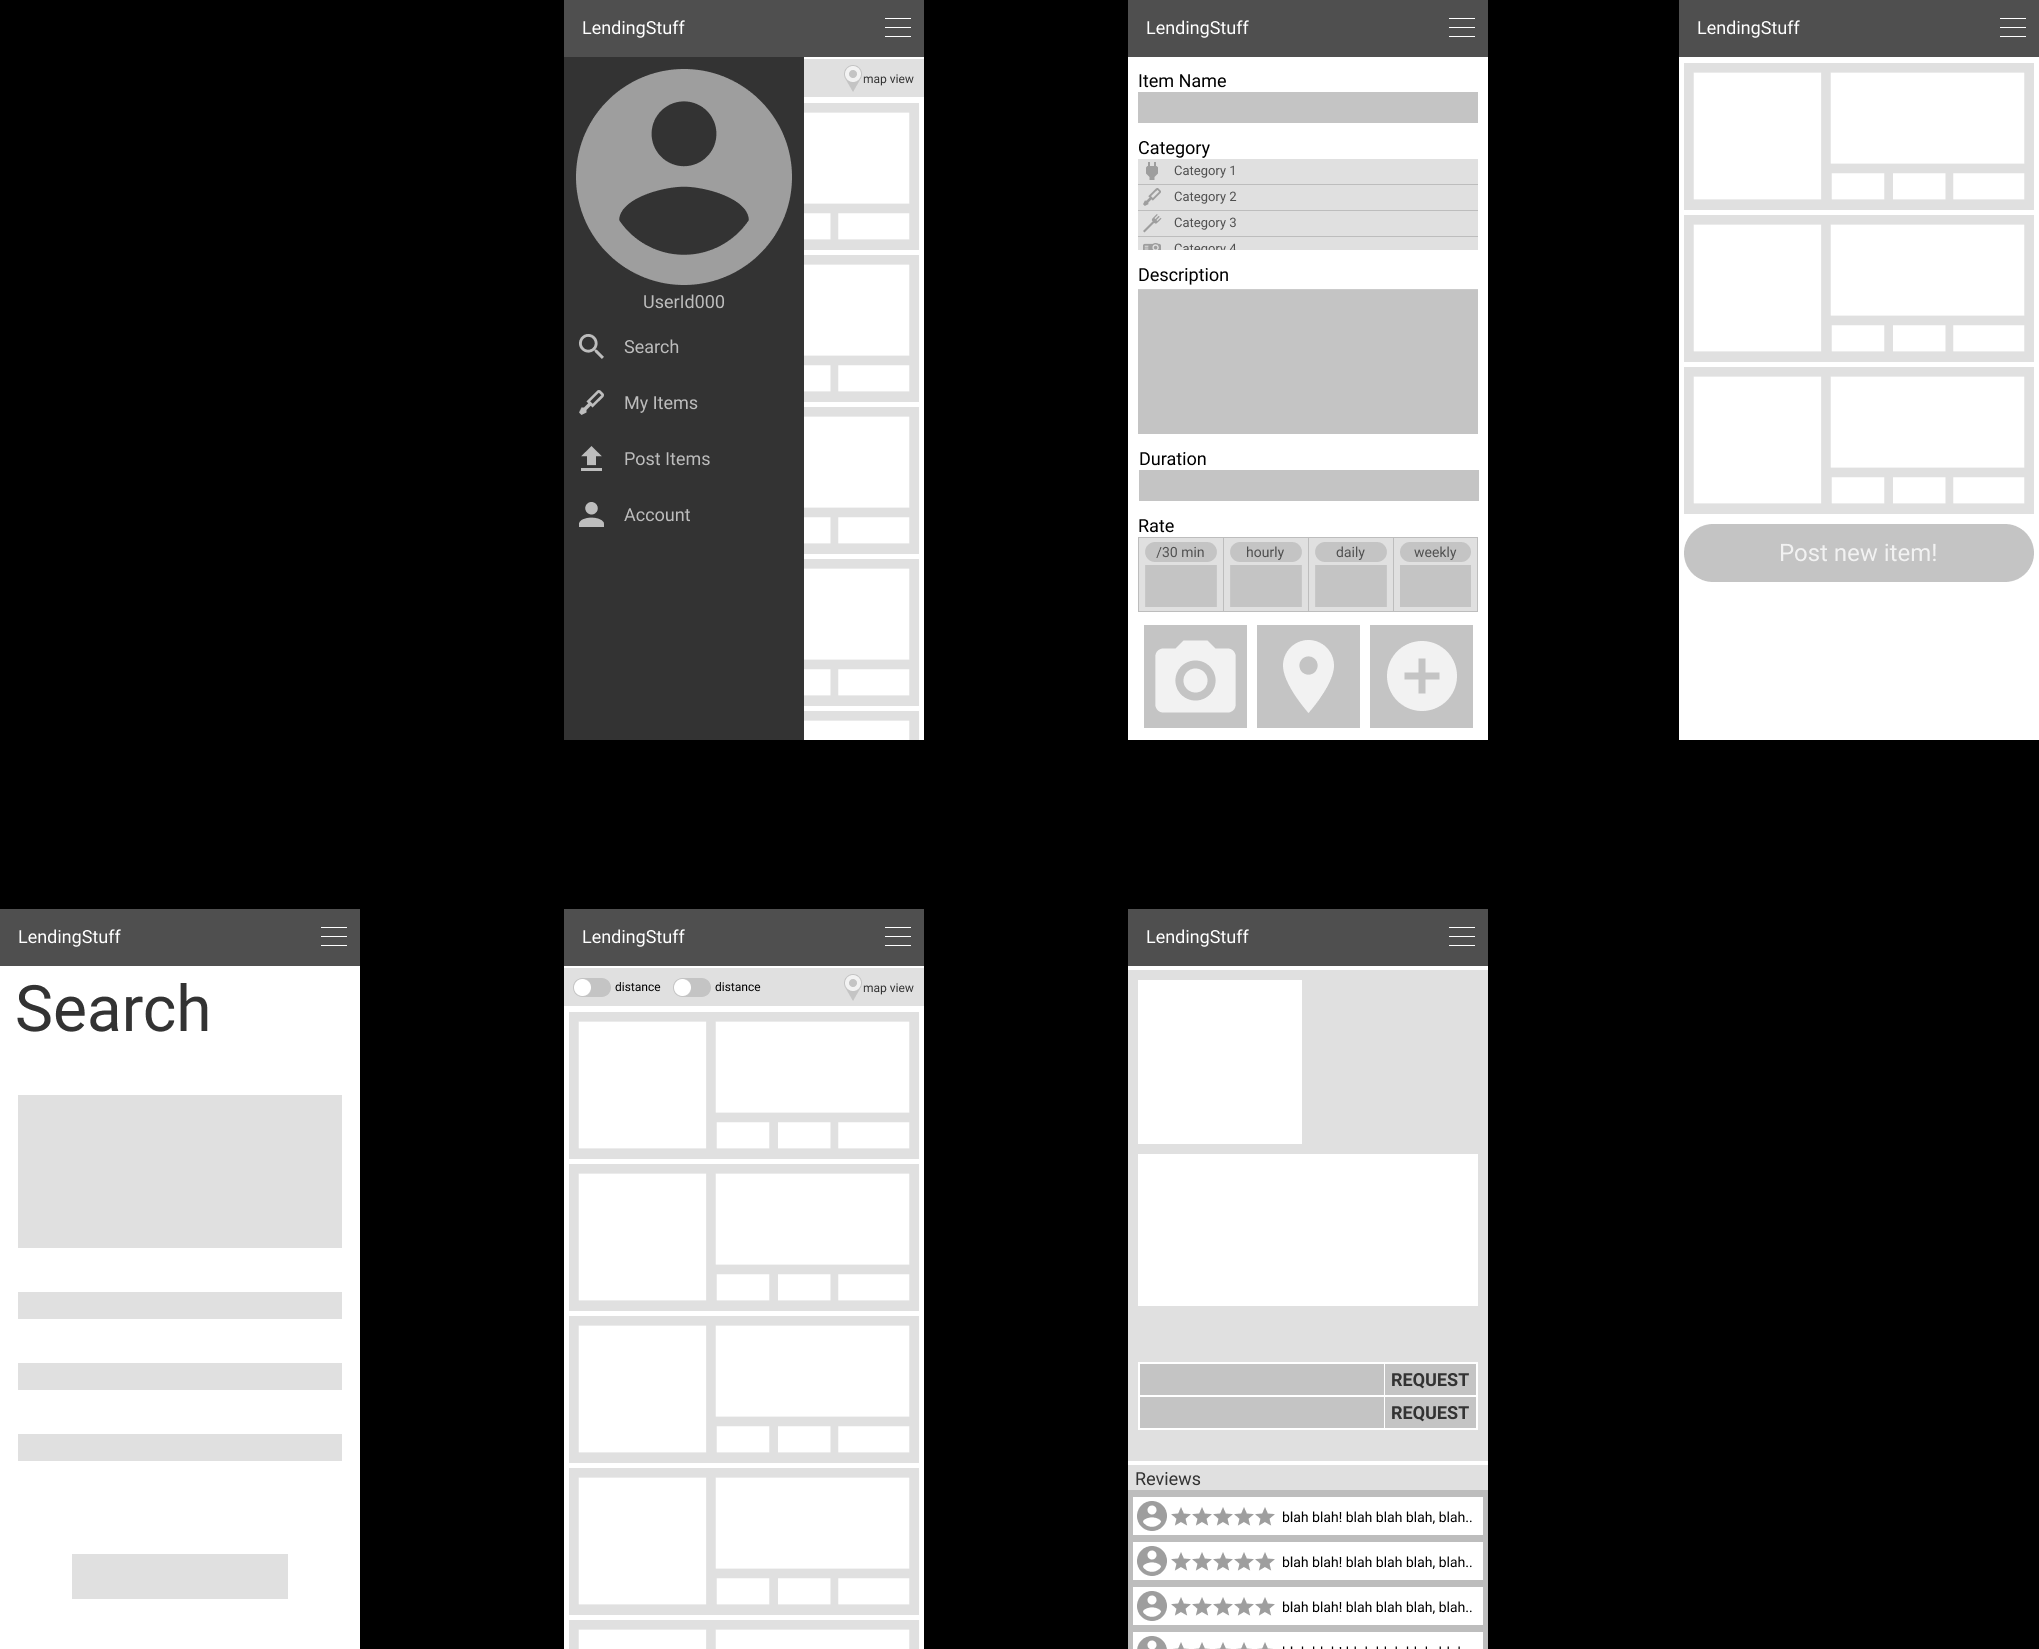 LendingStuff
map view
UserId000
Search
My Items
Post Items
Account
LendingStuff
Item Name
Category
Category 1
Category 2
Category 3
Category 4
Description
Duration
Rate
/30 min
hourly
daily
weekly
LendingStuff
Post new item!
LendingStuff
Search
LendingStuff
distance
distance
map view
LendingStuff
REQUEST
REQUEST
Reviews
blah blah! blah blah blah, blah..
blah blah! blah blah blah, blah..
blah blah! blah blah blah, blah..